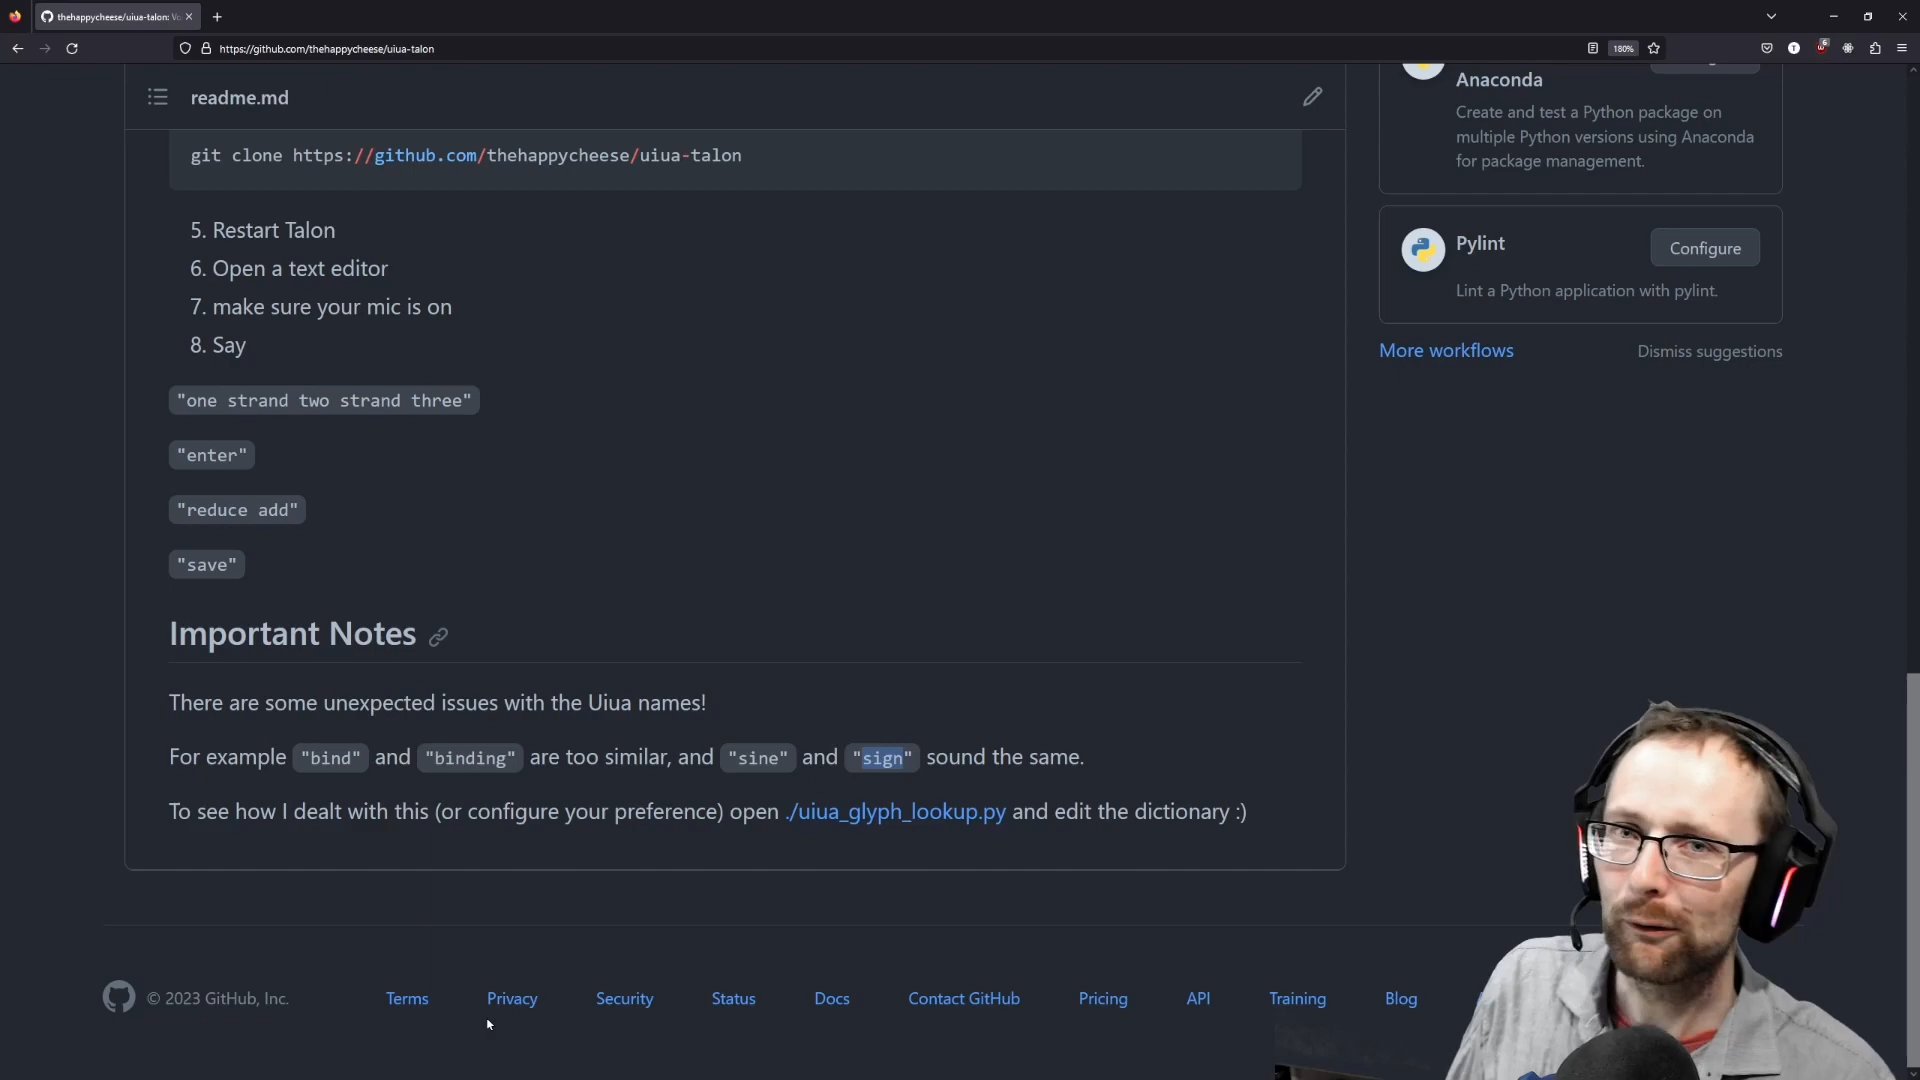 thehappycheese/uiua-talon: Vo
https://github.com/thehappycheese/uiua-talon
180%
6
readme.md
git clone https://github.com/thehappycheese/uiua-talon
5. Restart Talon
6. Open a text editor
7. make sure your mic is on
8. Say
"one strand two strand three"
"enter"
"reduce add"
"save"
Important Notes
There are some unexpected issues with the Uiua names!
For example "bind" and "binding" are too similar, and "sine" and "sign" sound the same.
To see how I dealt with this (or configure your preference) open ./uiua_glyph_lookup.py and edit the dictionary :)
Anaconda
Create and test a Python package on
multiple Python versions using Anaconda
for package management.
Pylint
Configure
Lint a Python application with pylint.
More workflows
Dismiss suggestions
© 2023 GitHub, Inc.
Terms
Privacy
Security
Status
Docs
Contact GitHub
Pricing
API
Training
Blog